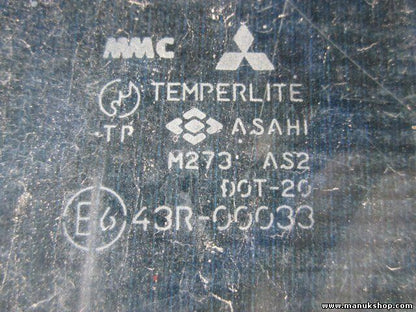 MMC
TEMPERLITE
TP ASAHI
M273 AS2
DOT-20
E6 43R-00033
www.manukshop.com